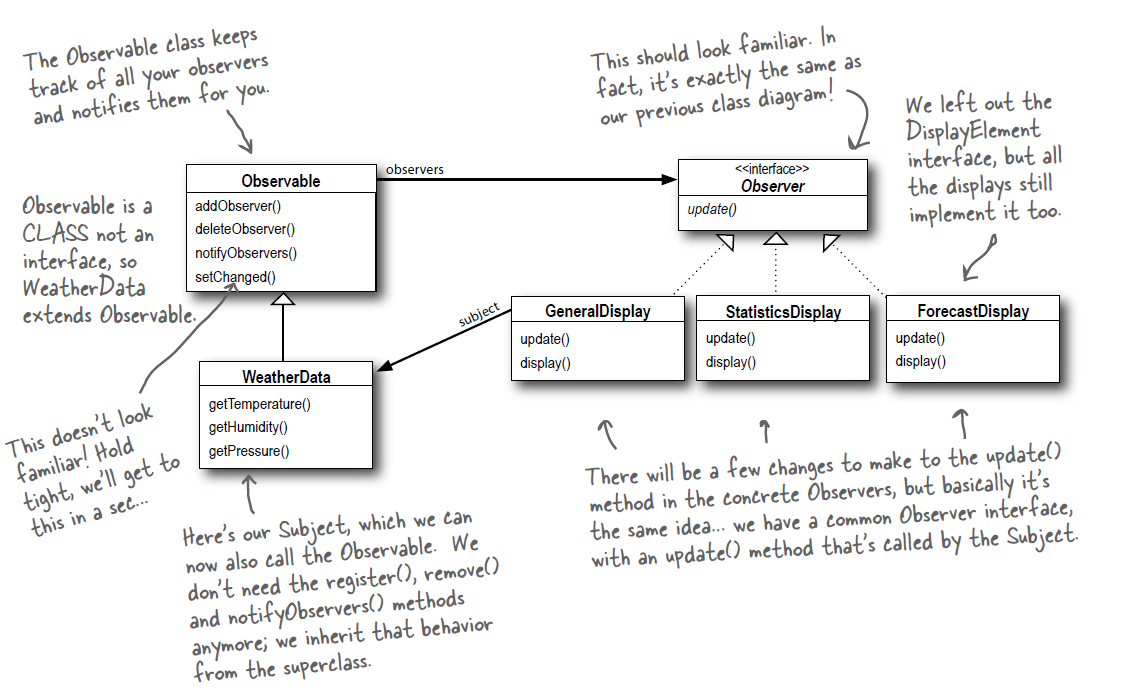 The Observable class keeps
track of all your observers
and notifies them for you.
This should look familiar. In
fact, it's exactly the same as
our previous class diagram!
We left out the
DisplayElement
interface, but all
the displays still
implement it too.
Observable is a
CLASS not an
interface, so
WeatherData
extends Observable.
Observable
addObserver()
deleteObserver()
notifyObservers()
setChanged()
observers
<<interface>>
Observer
update()
subject
GeneralDisplay
update()
display()
StatisticsDisplay
update()
display()
ForecastDisplay
update()
display()
WeatherData
getTemperature()
getHumidity()
getPressure()
This doesn't look
familiar! Hold
tight, we'll get to
this in a sec...
Here's our Subject, which we can
now also call the Observable. We
don't need the register(), remove()
and notifyObservers() methods
anymore; we inherit that behavior
from the superclass.
There will be a few changes to make to the update()
method in the concrete Observers, but basically it's
the same idea... we have a common Observer interface,
with an update() method that's called by the Subject.